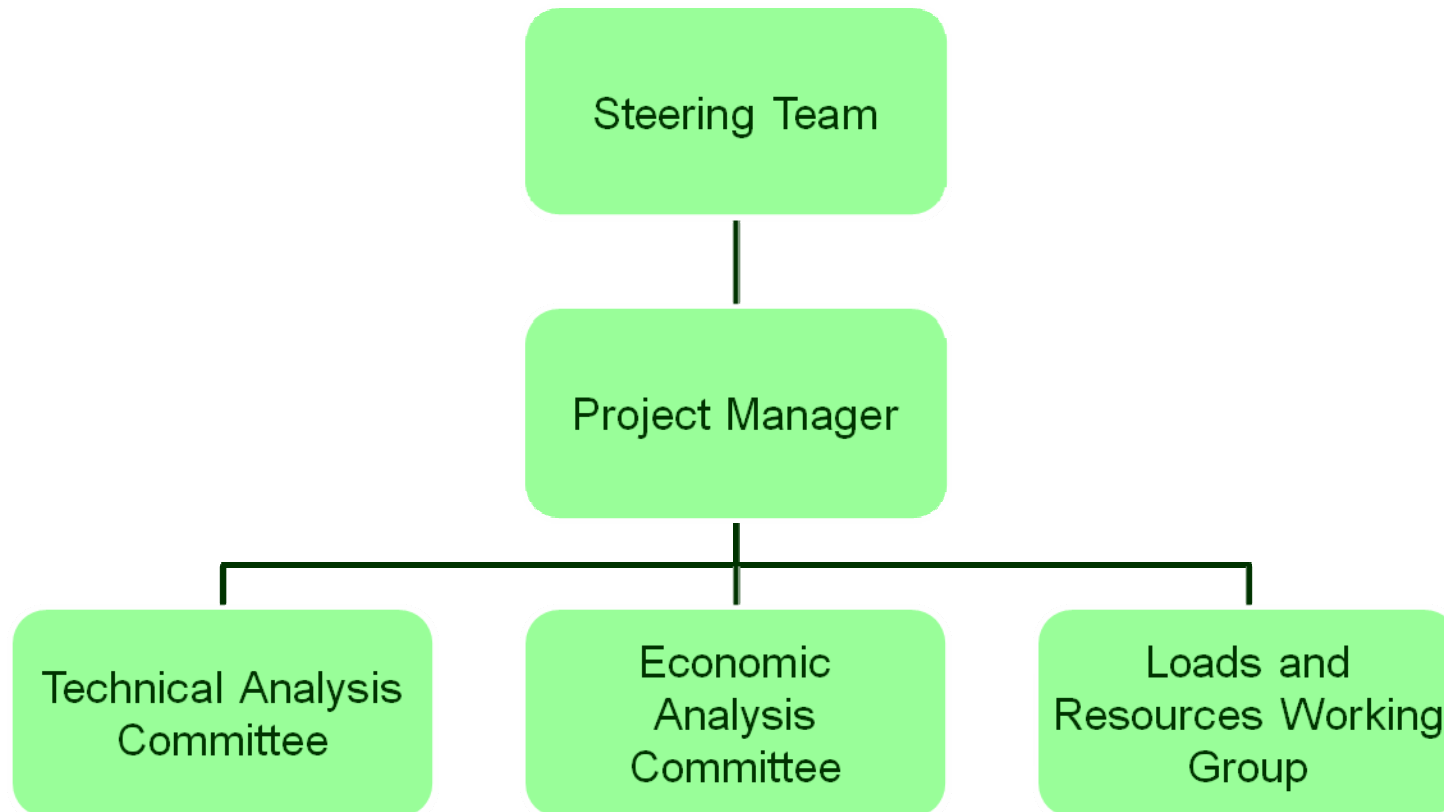 Steering Team
Project Manager
Technical Analysis
Committee
Economic
Analysis
Committee
Loads and
Resources Working
Group